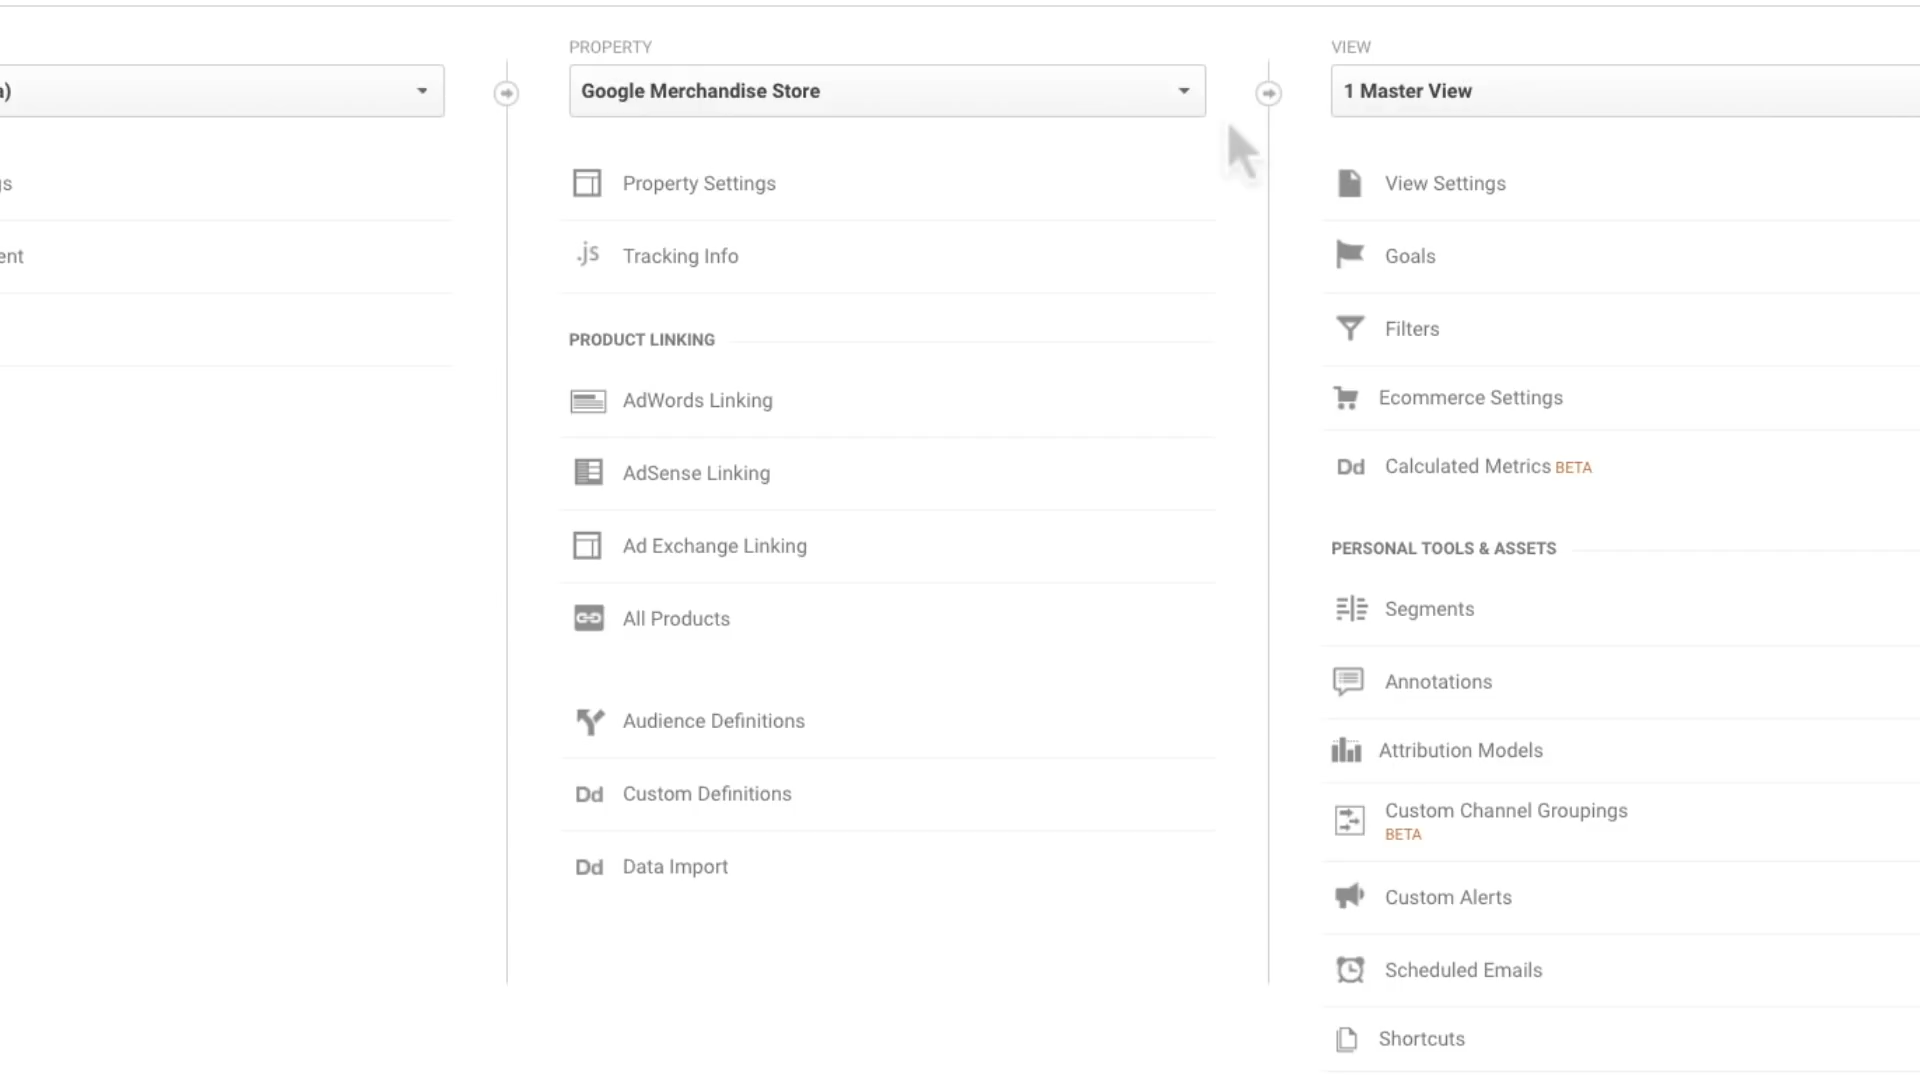 a)
gs
ent
PROPERTY
Google Merchandise Store
Property Settings
.js Tracking Info
PRODUCT LINKING
AdWords Linking
AdSense Linking
Ad Exchange Linking
All Products
Audience Definitions
Dd Custom Definitions
Dd Data Import
VIEW
1 Master View
View Settings
Goals
Filters
Ecommerce Settings
Dd Calculated Metrics BETA
PERSONAL TOOLS & ASSETS
Segments
Annotations
Attribution Models
Custom Channel Groupings
BETA
Custom Alerts
Scheduled Emails
Shortcuts